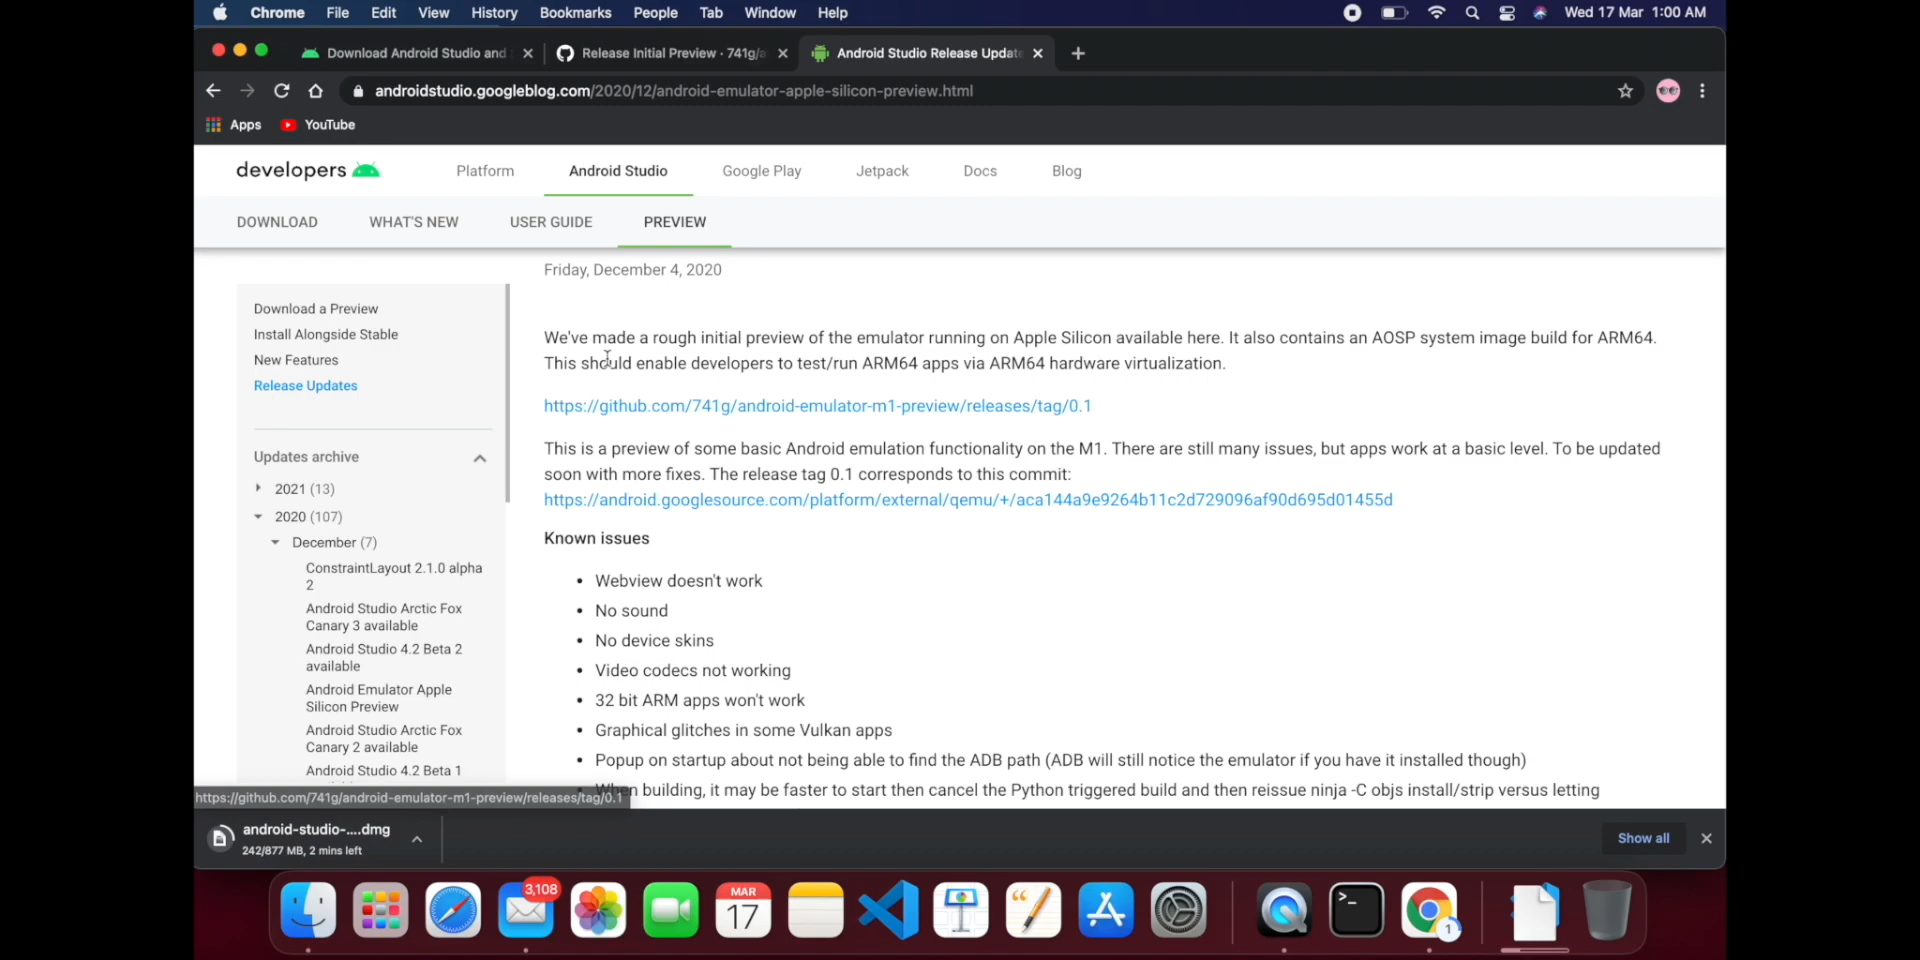 Chrome File Edit View History Bookmarks People Tab Window Help Wed 17 Mar 1:00 AM
Download Android Studio and Release Initial Preview · 741g/a Android Studio Release Update
androidstudio.googleblog.com/2020/12/android-emulator-apple-silicon-preview.html
Apps YouTube
developers Platform Android Studio Google Play Jetpack Docs Blog
DOWNLOAD WHAT'S NEW USER GUIDE PREVIEW
Download a Preview
Install Alongside Stable
New Features
Release Updates
Updates archive
2021 (13)
2020 (107)
December (7)
ConstraintLayout 2.1.0 alpha
2
Android Studio Arctic Fox
Canary 3 available
Android Studio 4.2 Beta 2
available
Android Emulator Apple
Silicon Preview
Android Studio Arctic Fox
Canary 2 available
Android Studio 4.2 Beta 1
Friday, December 4, 2020
We've made a rough initial preview of the emulator running on Apple Silicon available here. It also contains an AOSP system image build for ARM64.
This should enable developers to test/run ARM64 apps via ARM64 hardware virtualization.
https://github.com/741g/android-emulator-m1-preview/releases/tag/0.1
This is a preview of some basic Android emulation functionality on the M1. There are still many issues, but apps work at a basic level. To be updated
soon with more fixes. The release tag 0.1 corresponds to this commit:
https://android.googlesource.com/platform/external/qemu/+/aca144a9e9264b11c2d729096af90d695d01455d
Known issues
• Webview doesn't work
• No sound
• No device skins
• Video codecs not working
• 32 bit ARM apps won't work
• Graphical glitches in some Vulkan apps
• Popup on startup about not being able to find the ADB path (ADB will still notice the emulator if you have it installed though)
• When building, it may be faster to start then cancel the Python triggered build and then reissue ninja -C objs install/strip versus letting
https://github.com/741g/android-emulator-m1-preview/releases/tag/0.1
android-studio-....dmg
242/877 MB, 2 mins left
Show all
3,108
MAR
17
1